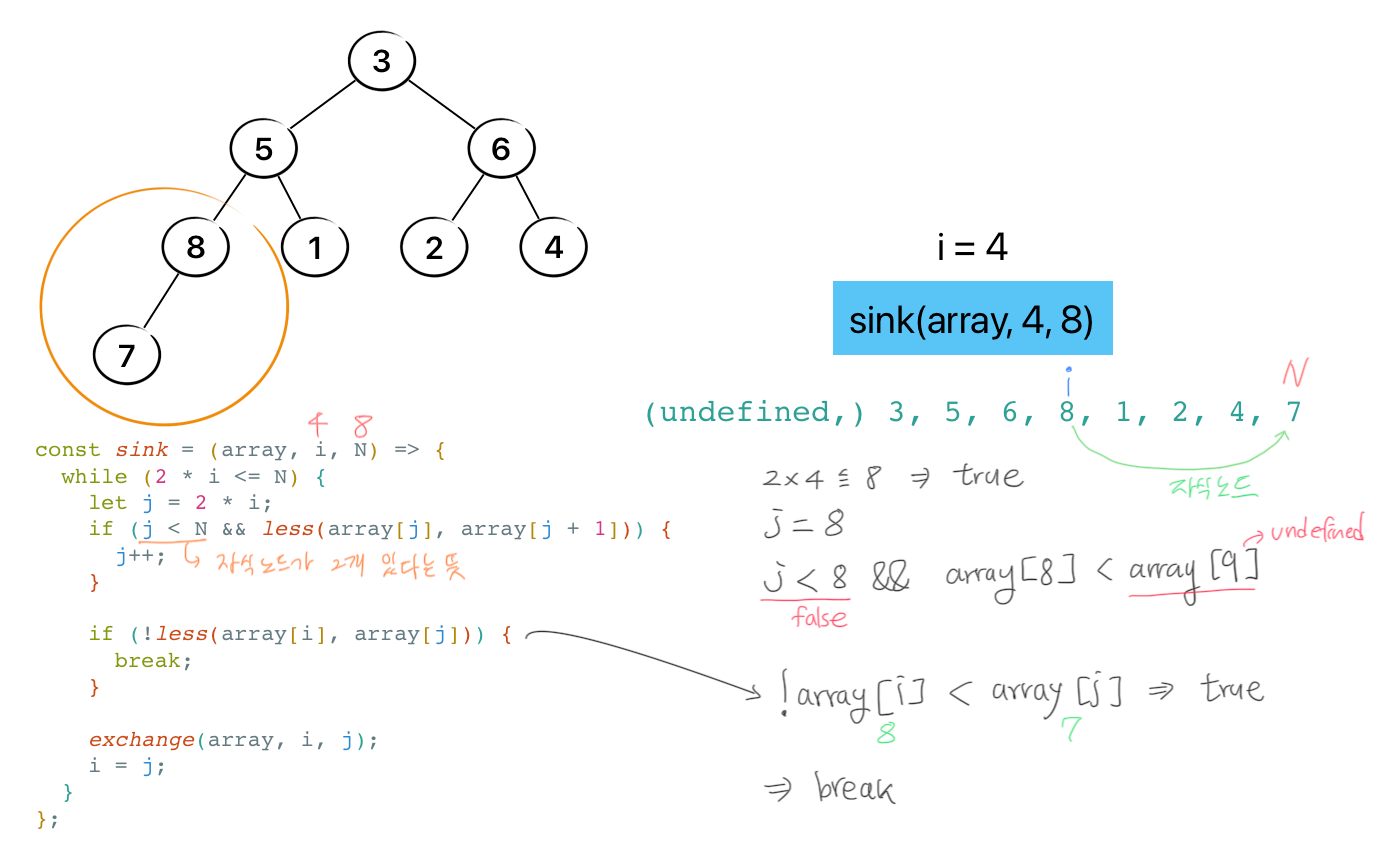 3
5 6
8 1 2 4
7
i = 4
sink(array, 4, 8)
i N
(undefined,) 3, 5, 6, 8, 1, 2, 4, 7
자식노드
4 8
const sink = (array, i, N) => {
while (2 * i <= N) {
let j = 2 * i;
if (j < N && less(array[j], array[j + 1])) {
j++; 자식노드가 2개 있다는 뜻
}
if (!less(array[i], array[j])) {
break;
}
exchange(array, i, j);
i = j;
}
};
2×4 ≦ 8 ⇒ true
j = 8
undefined
j < 8 && array[8] < array[9]
false
!array[i] < array[j] ⇒ true
8 7
⇒ break